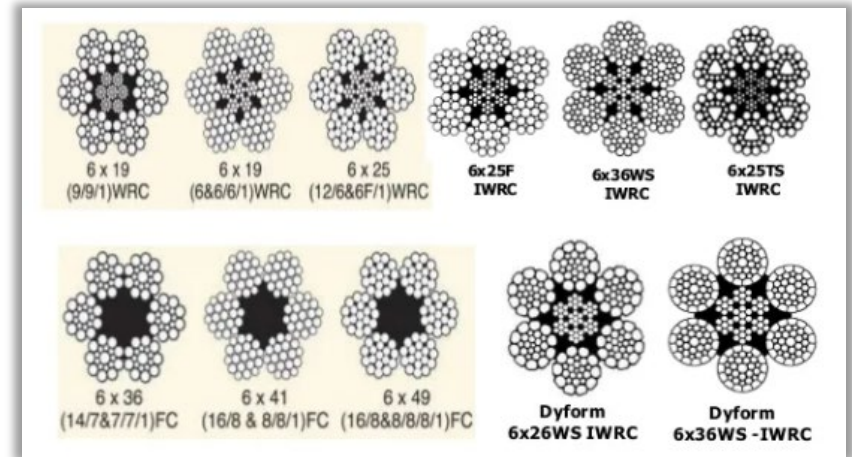 6 x 19
(9/9/1)WRC
6 x 19
(6&6/6/1)WRC
6 x 25
(12/6&6F/1)WRC
6x25F
IWRC
6x36WS
IWRC
6x25TS
IWRC
6 x 36
(14/7&7/7/1)FC
6 x 41
(16/8 & 8/8/1)FC
6 x 49
(16/8&8/8/8/1)FC
Dyform
6x26WS IWRC
Dyform
6x36WS -IWRC